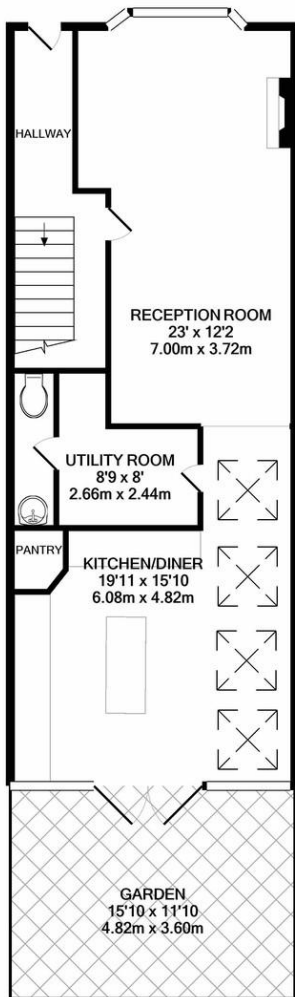 HALLWAY
RECEPTION ROOM
23' x 12'2
7.00m x 3.72m
UTILITY ROOM
8'9 x 8'
2.66m x 2.44m
PANTRY
KITCHEN/DINER
19'11 x 15'10
6.08m x 4.82m
GARDEN
15'10 x 11'10
4.82m x 3.60m